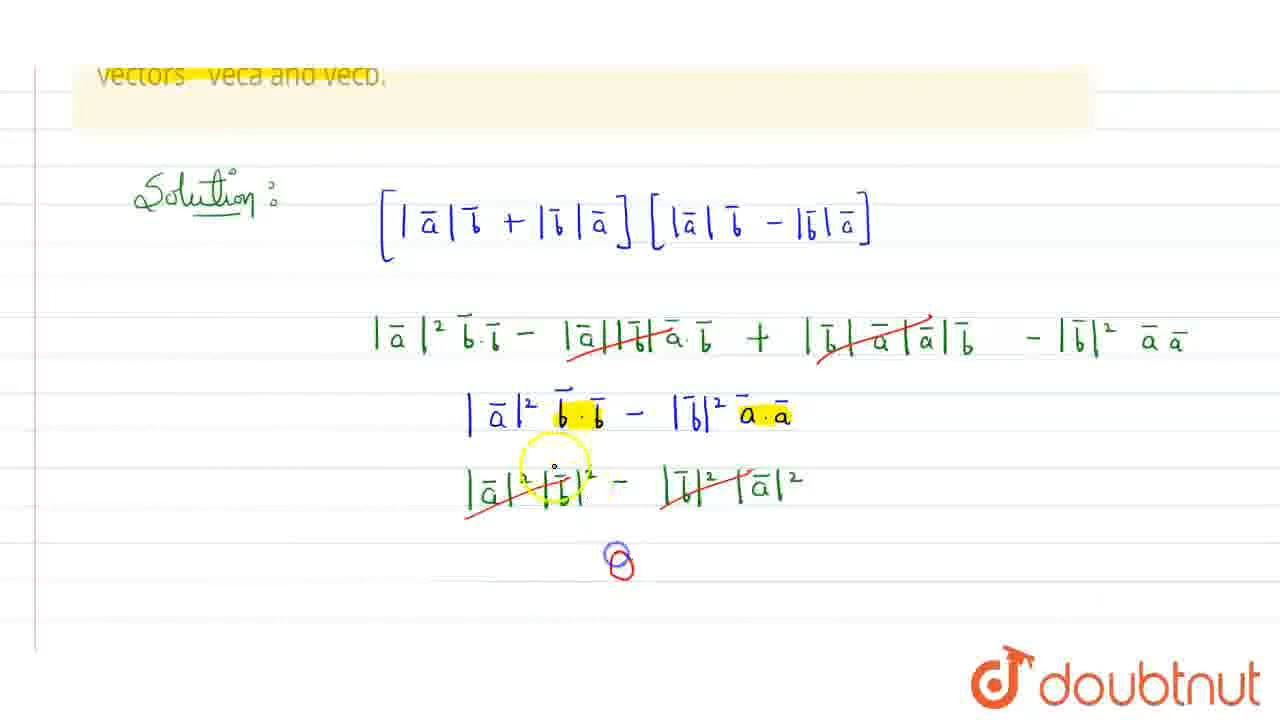 vectors veca and vecb.
Solution:
[|a̅|b̅ + |b̅|a̅] [|a̅| b̅ - |b̅|a̅]
|a̅|² b̅.b̅ - |a̅||b̅| a̅.b̅ + |b̅| a̅ |a̅| b̅ - |b̅|² a̅ a̅
|a̅|² b̅.b̅ - |b̅|² a̅.a̅
|a̅|² |b̅|² - |b̅|² |a̅|²
0
doubtnut